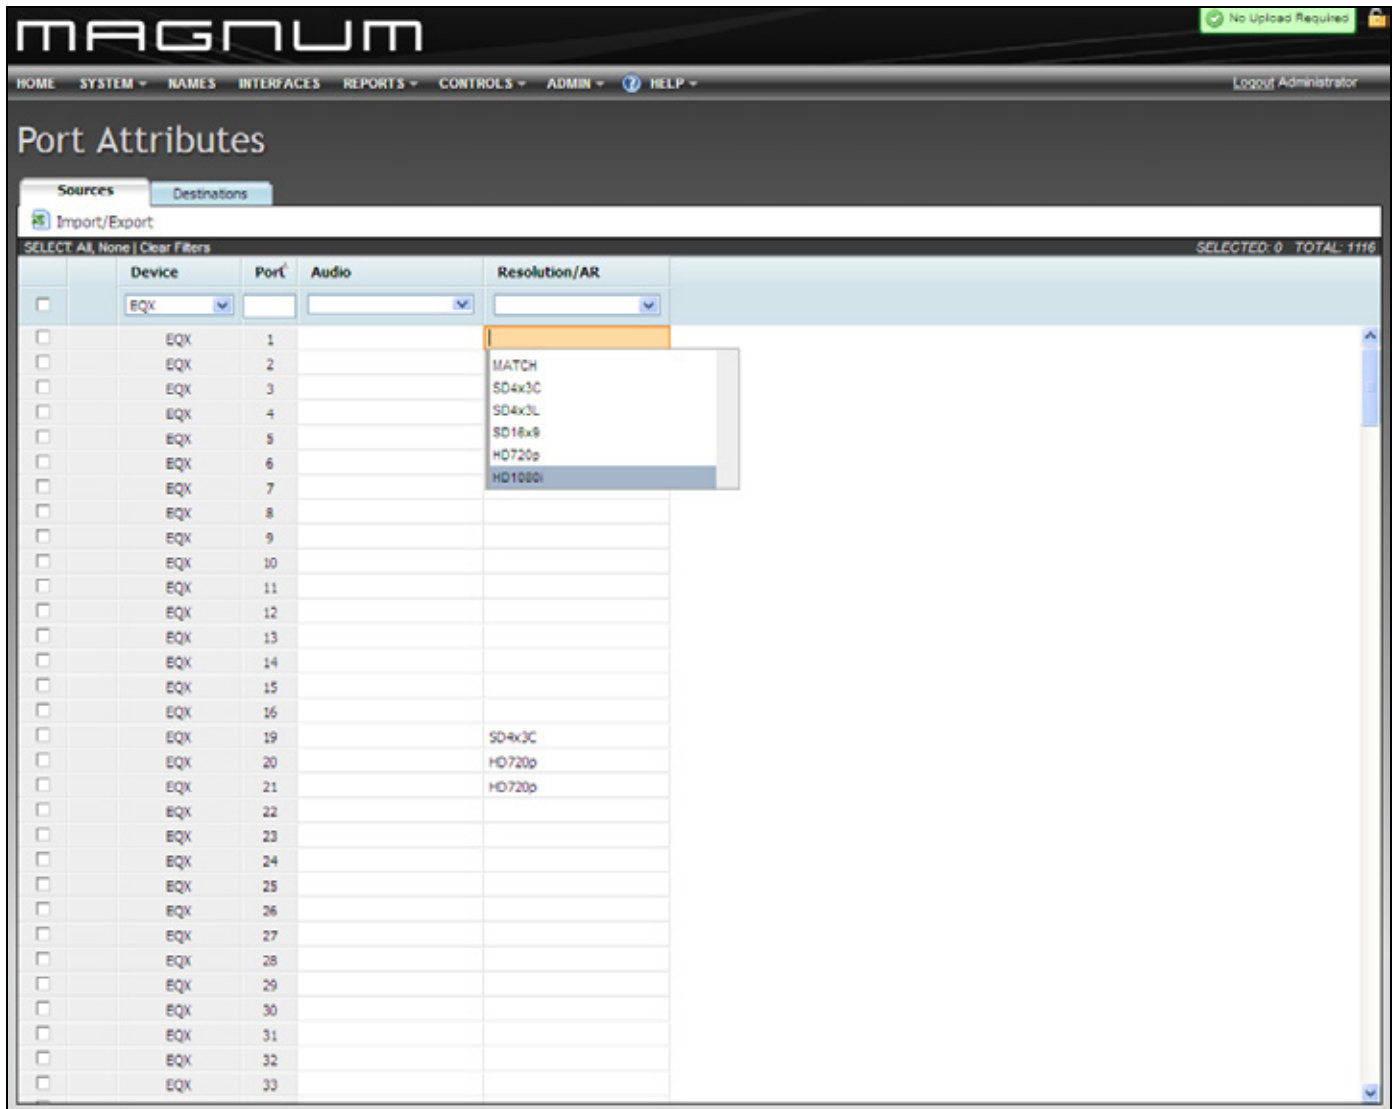 MAGNUM
No Upload Required
HOME SYSTEM NAMES INTERFACES REPORTS CONTROLS ADMIN ? HELP Logout Administrator
Port Attributes
Sources Destinations
Import/Export
SELECT: All, None | Clear Filters SELECTED: 0 TOTAL: 1116
Device Port Audio Resolution/AR
EQX
EQX 1
EQX 2 MATCH
EQX 3 SD4x3C
EQX 4 SD4x3L
EQX 5 SD16x9
EQX 6 HD720p
EQX 7 HD1080i
EQX 8
EQX 9
EQX 10
EQX 11
EQX 12
EQX 13
EQX 14
EQX 15
EQX 16
EQX 19 SD4x3C
EQX 20 HD720p
EQX 21 HD720p
EQX 22
EQX 23
EQX 24
EQX 25
EQX 26
EQX 27
EQX 28
EQX 29
EQX 30
EQX 31
EQX 32
EQX 33